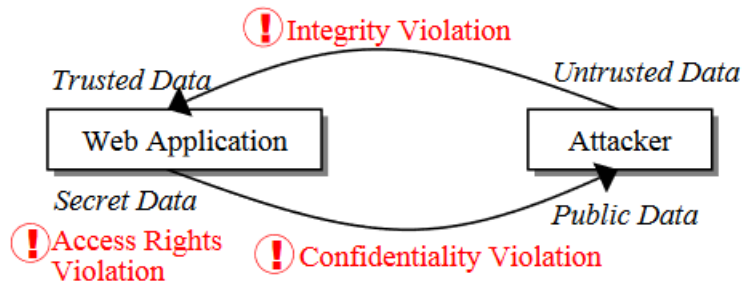 ! Integrity Violation
Trusted Data
Untrusted Data
Web Application
Attacker
Secret Data
Public Data
! Access Rights
Violation
! Confidentiality Violation